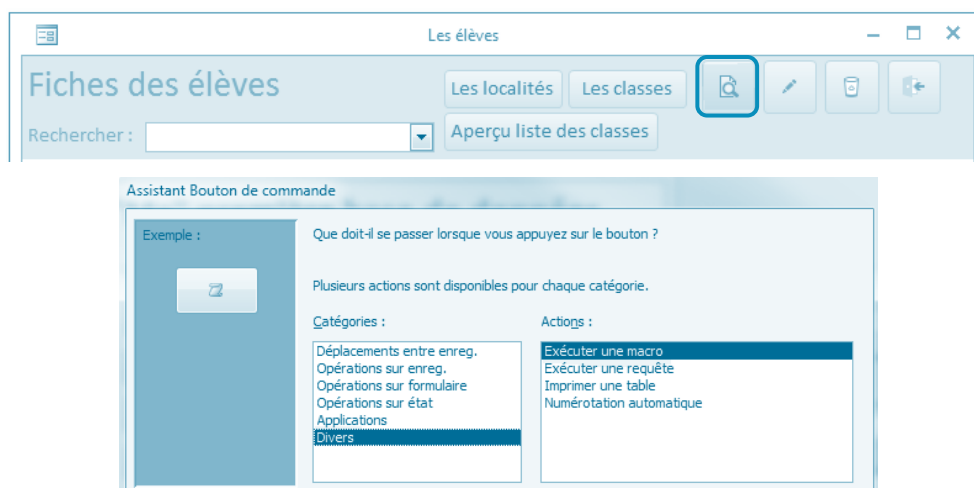 Les élèves
Fiches des élèves
Les localités
Les classes
Rechercher :
Aperçu liste des classes
Assistant Bouton de commande
Exemple :
Que doit-il se passer lorsque vous appuyez sur le bouton ?
Plusieurs actions sont disponibles pour chaque catégorie.
Catégories :
Actions :
Déplacements entre enreg.
Opérations sur enreg.
Opérations sur formulaire
Opérations sur état
Applications
Divers
Exécuter une macro
Exécuter une requête
Imprimer une table
Numérotation automatique